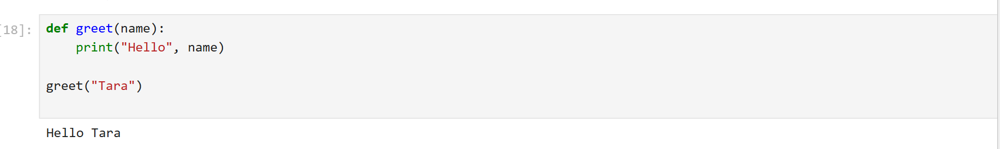 [18]:
def greet(name):
    print("Hello", name)

greet("Tara")

Hello Tara